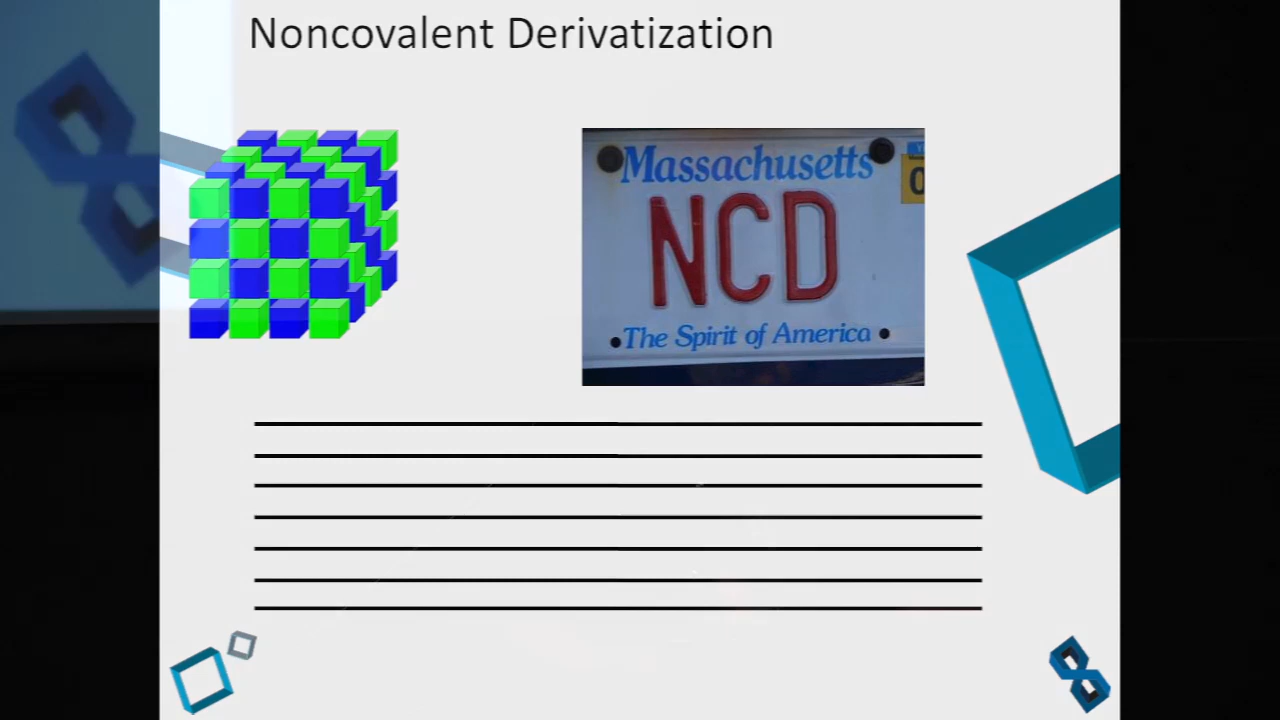 Noncovalent Derivatization
Massachusetts
NCD
The Spirit of America